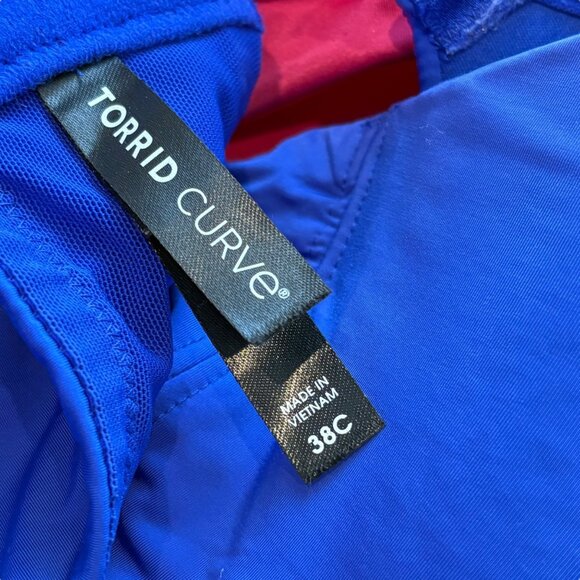 TORRID CURVE®
MADE IN
VIETNAM
38C